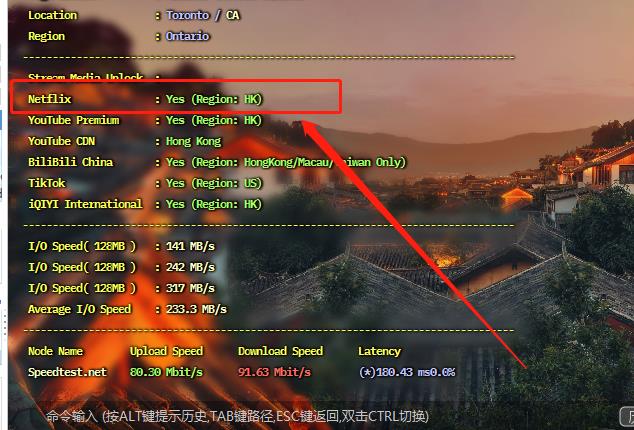 Location : Toronto / CA
Region : Ontario
Stream Media Unlock :
Netflix : Yes (Region: HK)
YouTube Premium : Yes (Region: HK)
YouTube CDN : Hong Kong
BiliBili China : Yes (Region: HongKong/Macau/Taiwan Only)
TikTok : Yes (Region: US)
iQIYI International : Yes (Region: HK)
I/O Speed( 128MB ) : 141 MB/s
I/O Speed( 128MB ) : 242 MB/s
I/O Speed( 128MB ) : 317 MB/s
Average I/O Speed : 233.3 MB/s
Node Name Upload Speed Download Speed Latency
Speedtest.net 80.30 Mbit/s 91.63 Mbit/s (*)180.43 ms0.0%
命令输入 (按ALT键提示历史,TAB键路径,ESC键返回,双击CTRL切换)